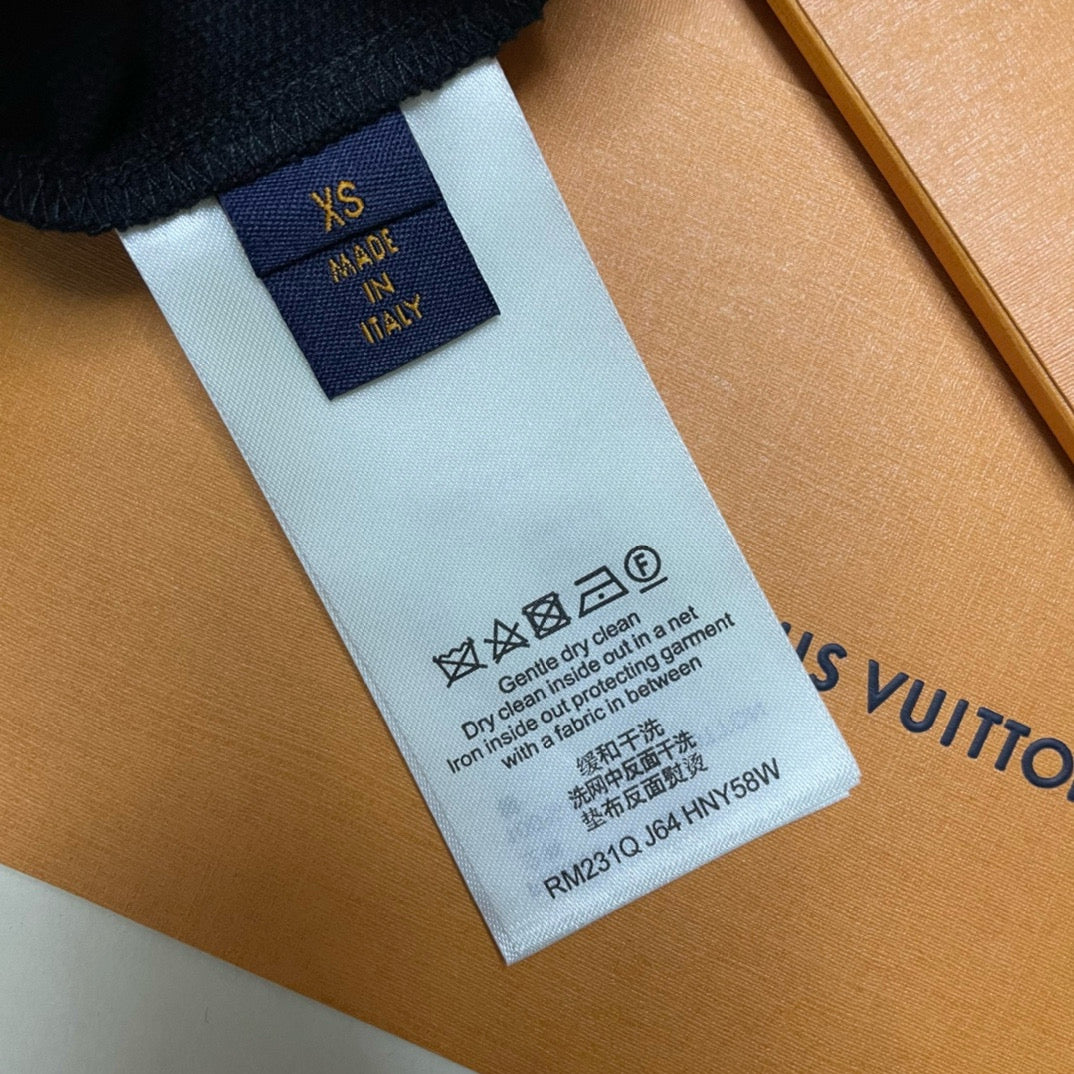 XS
MADE
IN
ITALY
F
Gentle dry clean
Dry clean inside out in a net
Iron inside out protecting garment
with a fabric in between
缓和干洗
洗网中反面干洗
垫布反面熨烫
RM231Q J64 HNY58W
US VUITTO